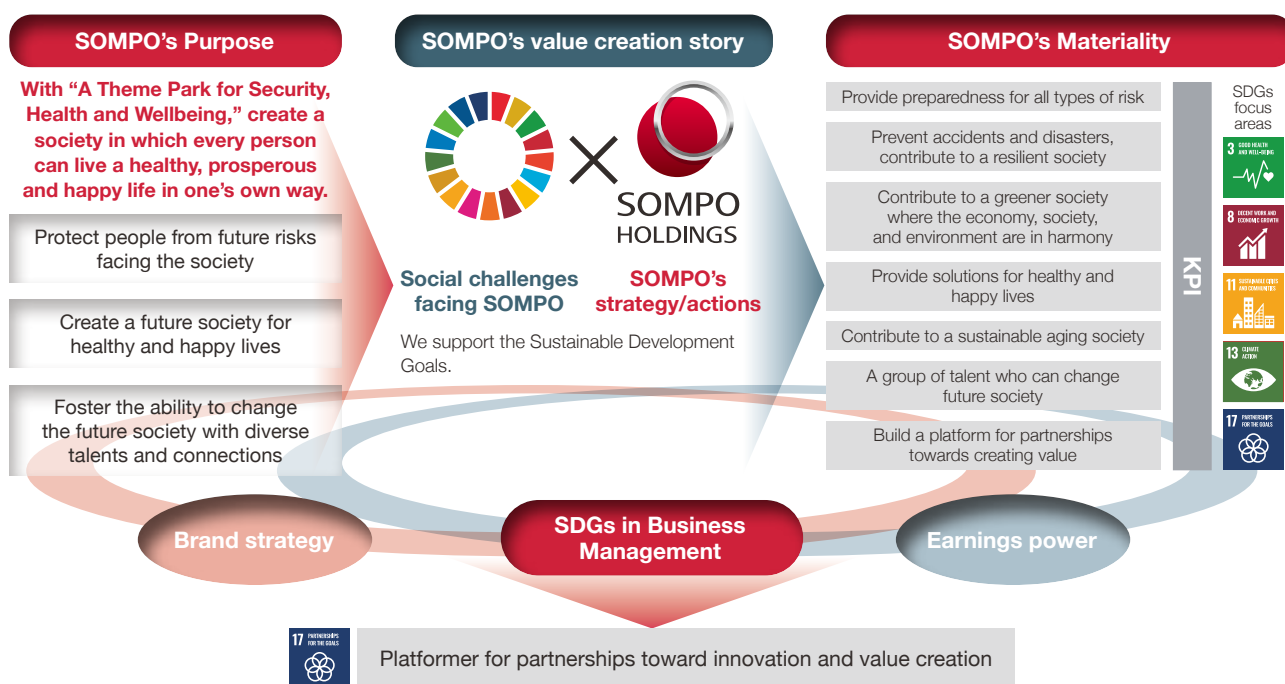 SOMPO's Purpose
With “A Theme Park for Security,
Health and Wellbeing,” create a
society in which every person
can live a healthy, prosperous
and happy life in one's own way.
Protect people from future risks
facing the society
Create a future society for
healthy and happy lives
Foster the ability to change
the future society with diverse
talents and connections
SOMPO's value creation story
SOMPO
HOLDINGS
Social challenges
facing SOMPO
SOMPO's
strategy/actions
We support the Sustainable Development
Goals.
SOMPO's Materiality
Provide preparedness for all types of risk
Prevent accidents and disasters,
contribute to a resilient society
Contribute to a greener society
where the economy, society,
and environment are in harmony
Provide solutions for healthy and
happy lives
Contribute to a sustainable aging society
A group of talent who can change
future society
Build a platform for partnerships
towards creating value
KPI
SDGs
focus
areas
3 GOOD HEALTH
AND WELL-BEING
8 DECENT WORK AND
ECONOMIC GROWTH
11 SUSTAINABLE CITIES
AND COMMUNITIES
13 CLIMATE
ACTION
17 PARTNERSHIPS
FOR THE GOALS
Brand strategy
SDGs in Business
Management
Earnings power
17 PARTNERSHIPS
FOR THE GOALS
Platformer for partnerships toward innovation and value creation